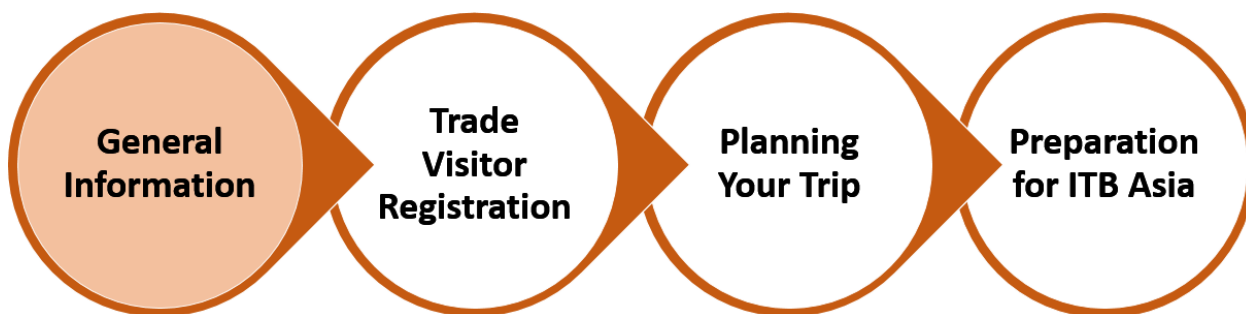 General
Information
Trade
Visitor
Registration
Planning
Your Trip
Preparation
for ITB Asia